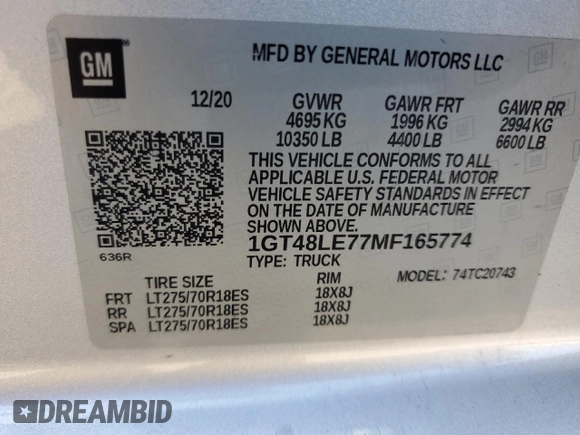 GM
MFD BY GENERAL MOTORS LLC
12/20
GVWR
4695 KG
10350 LB
GAWR FRT
1996 KG
4400 LB
GAWR RR
2994 KG
6600 LB
THIS VEHICLE CONFORMS TO ALL
APPLICABLE U.S. FEDERAL MOTOR
VEHICLE SAFETY STANDARDS IN EFFECT
ON THE DATE OF MANUFACTURE
SHOWN ABOVE.
636R
1GT48LE77MF165774
TYPE: TRUCK
MODEL: 74TC20743
TIRE SIZE RIM
FRT LT275/70R18ES 18X8J
RR LT275/70R18ES 18X8J
SPA LT275/70R18ES 18X8J
DREAMBID